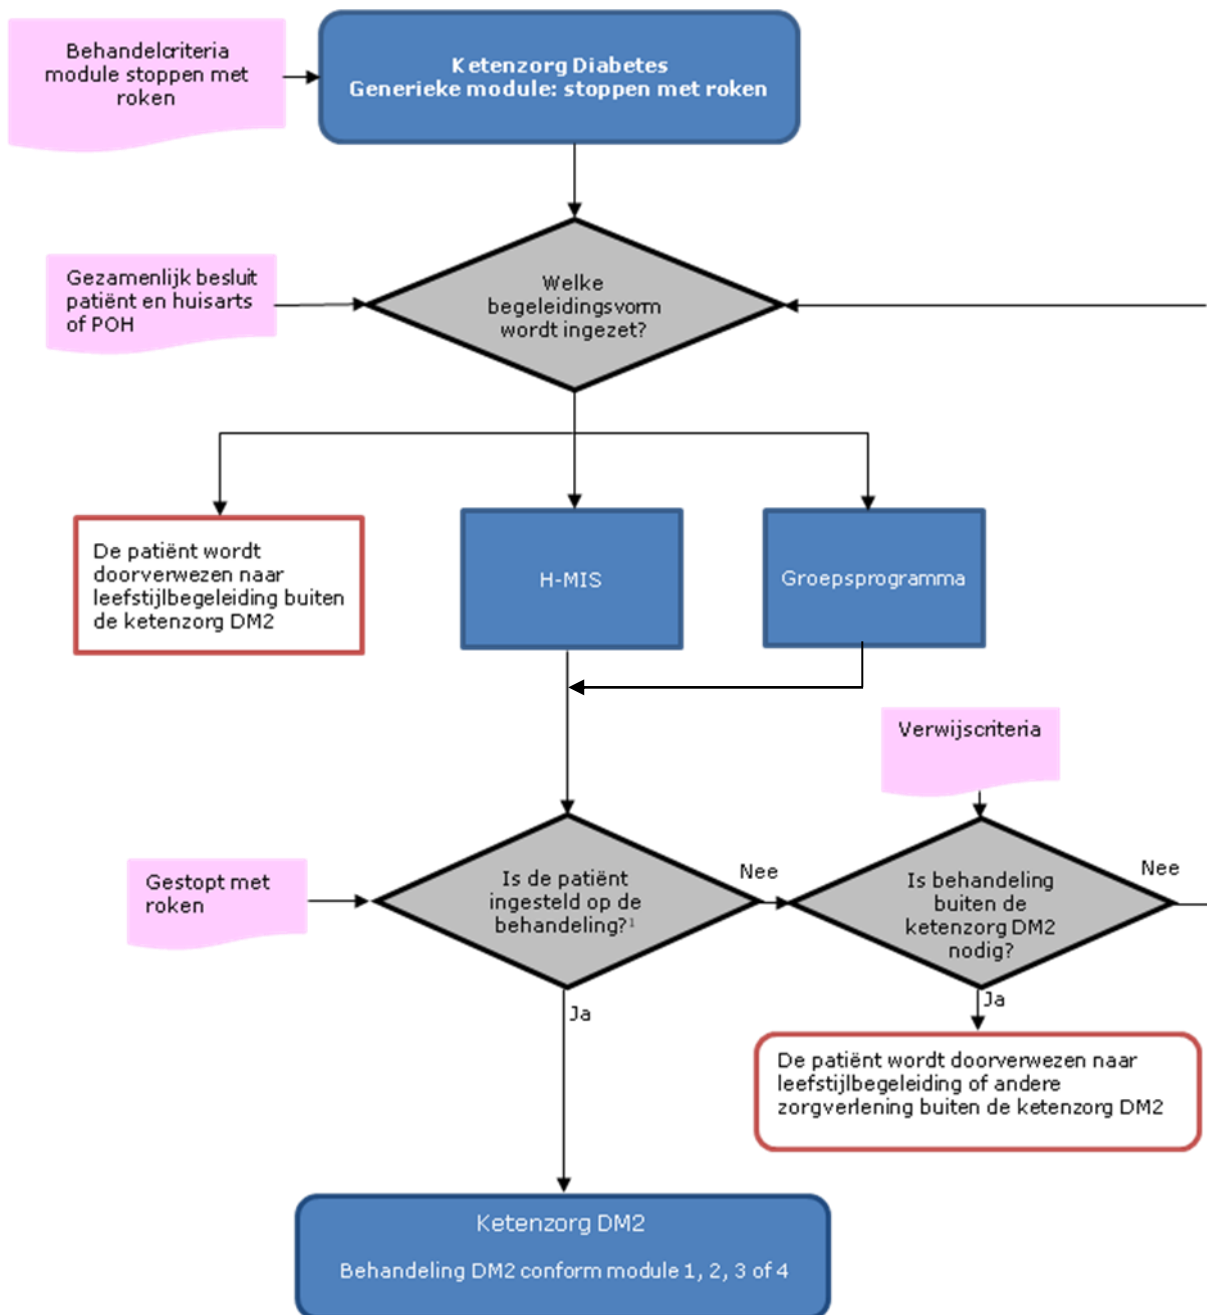 Behandelcriteria
module stoppen met
roken
Ketenzorg Diabetes
Generieke module: stoppen met roken
Gezamenlijk besluit
patiënt en huisarts
of POH
Welke
begeleidingsvorm
wordt ingezet?
De patiënt wordt
doorverwezen naar
leefstijlbegeleiding buiten
de ketenzorg DM2
H-MIS
Groepsprogramma
Verwijscriteria
Gestopt met
roken
Is de patiënt
ingesteld op de
behandeling?¹
Nee
Is behandeling
buiten de
ketenzorg DM2
nodig?
Nee
Ja
Ja
De patiënt wordt doorverwezen naar
leefstijlbegeleiding of andere
zorgverlening buiten de ketenzorg DM2
Ketenzorg DM2
Behandeling DM2 conform module 1, 2, 3 of 4